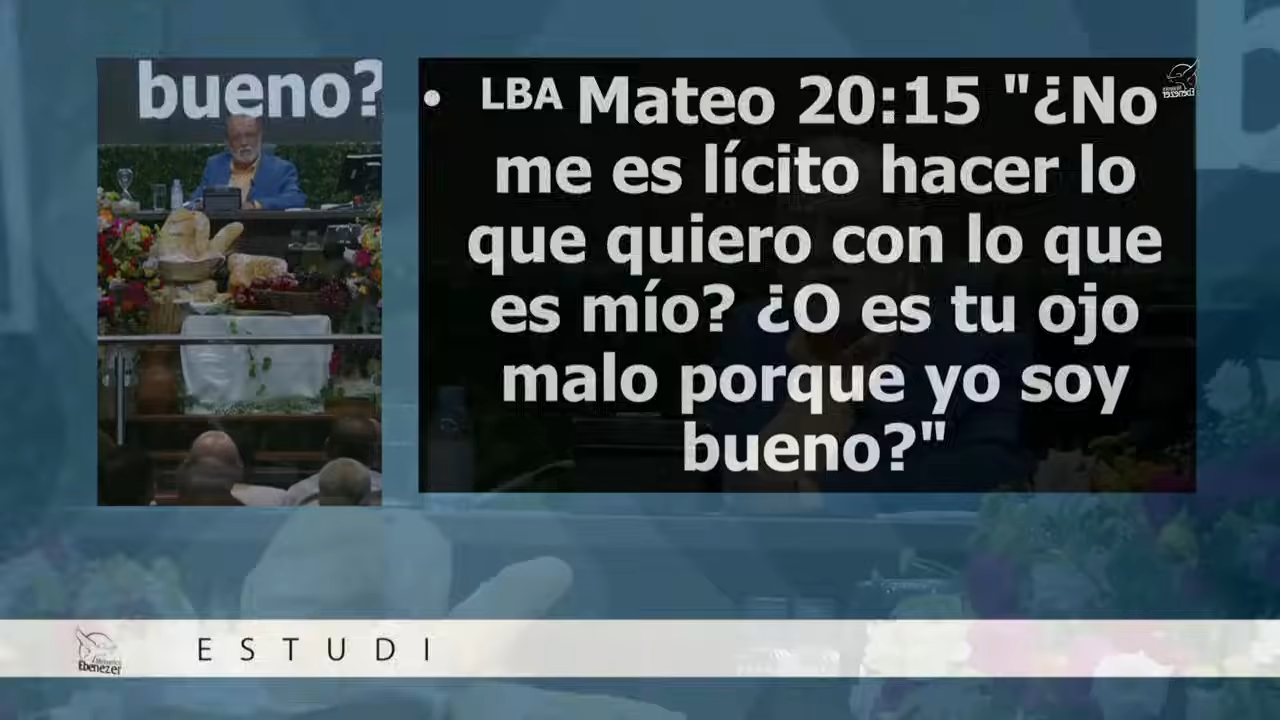 bueno?
• LBA Mateo 20:15 "¿No
me es lícito hacer lo
que quiero con lo que
es mío? ¿O es tu ojo
malo porque yo soy
bueno?"
Ebenezer
ESTUDI
Ebenezer